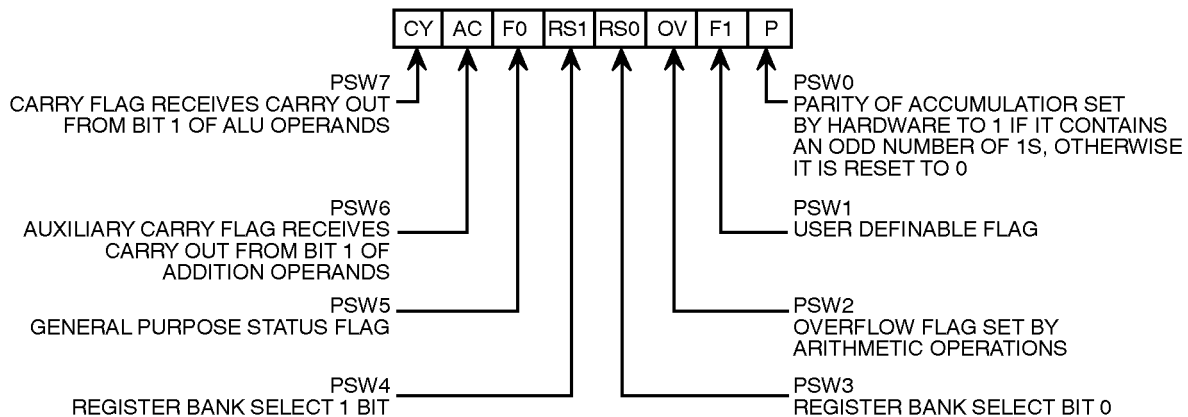 CY AC F0 RS1 RS0 OV F1 P
PSW7
CARRY FLAG RECEIVES CARRY OUT
FROM BIT 1 OF ALU OPERANDS
PSW6
AUXILIARY CARRY FLAG RECEIVES
CARRY OUT FROM BIT 1 OF
ADDITION OPERANDS
PSW5
GENERAL PURPOSE STATUS FLAG
PSW4
REGISTER BANK SELECT 1 BIT
PSW0
PARITY OF ACCUMULATIOR SET
BY HARDWARE TO 1 IF IT CONTAINS
AN ODD NUMBER OF 1S, OTHERWISE
IT IS RESET TO 0
PSW1
USER DEFINABLE FLAG
PSW2
OVERFLOW FLAG SET BY
ARITHMETIC OPERATIONS
PSW3
REGISTER BANK SELECT BIT 0